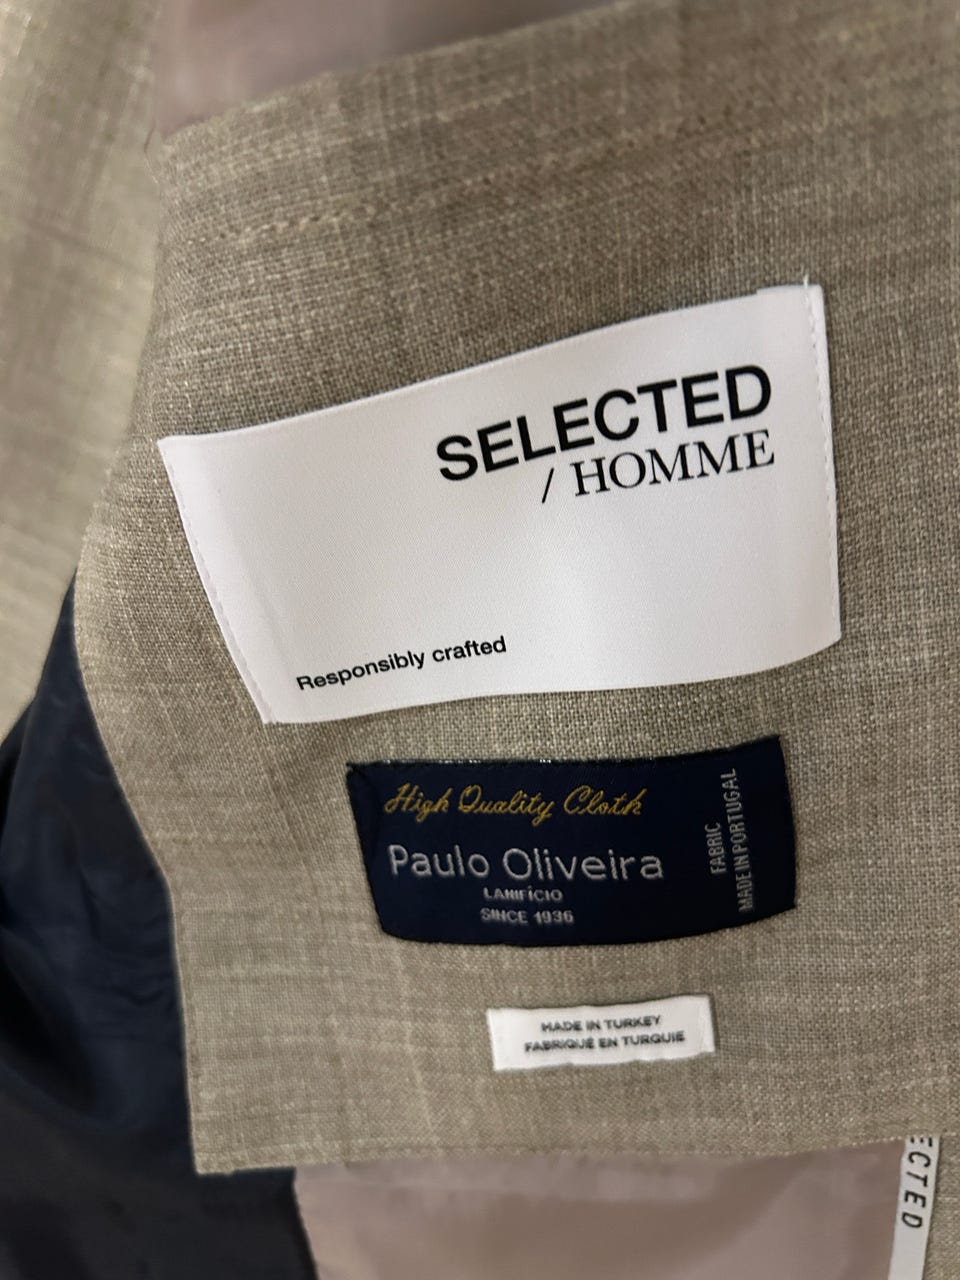 SELECTED
/ HOMME
Responsibly crafted
High Quality Cloth
Paulo Oliveira
LANIFÍCIO
SINCE 1936
FABRIC
MADE IN PORTUGAL
MADE IN TURKEY
FABRIQUÉ EN TURQUIE
ECTED